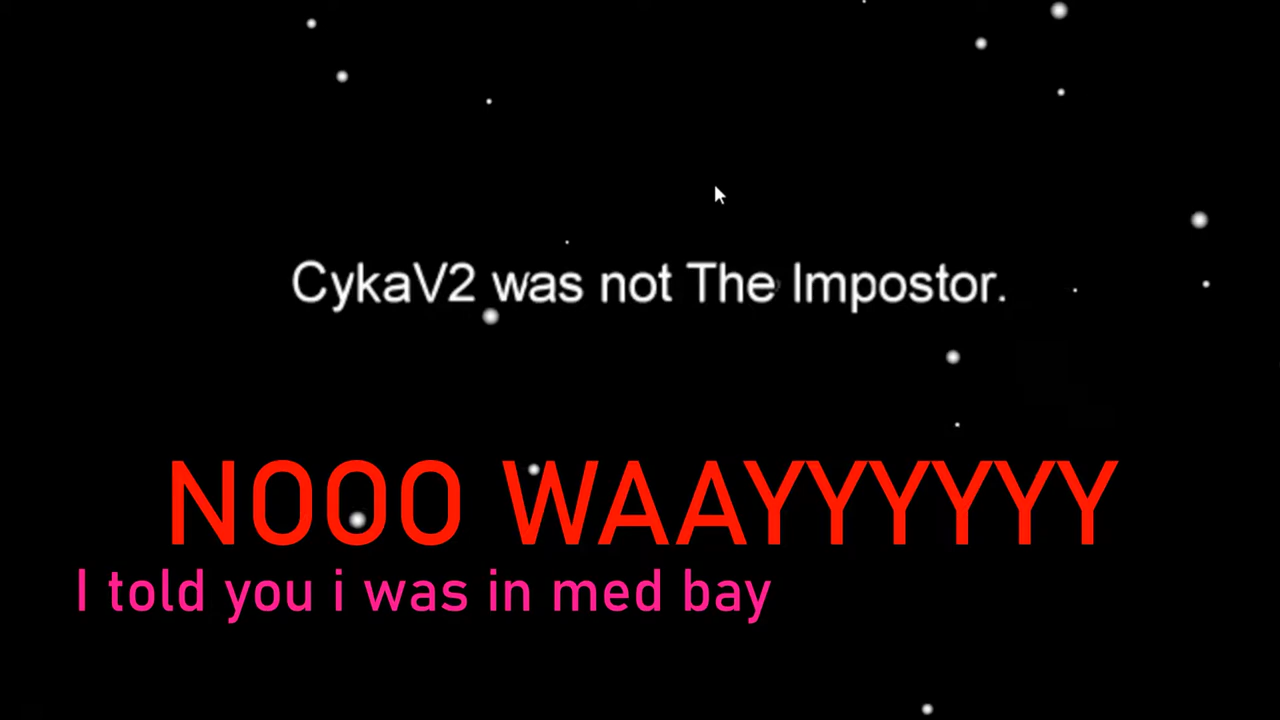 CykaV2 was not The Impostor.
NOOO WAAYYYYYY
I told you i was in med bay